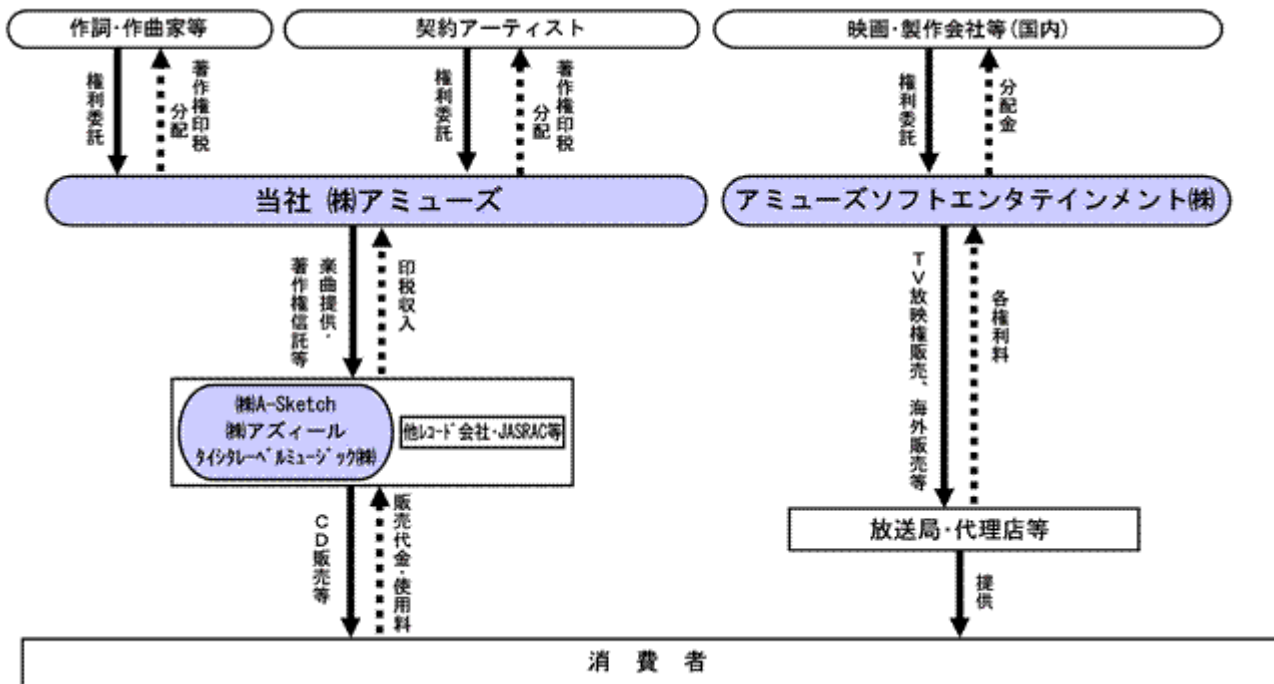 作詞・作曲家等
契約アーティスト
映画・製作会社等(国内)
権利委託
著作権印税
分配
権利委託
著作権印税
分配
権利委託
分配金
当社 ㈱アミューズ
アミューズソフトエンタテインメント㈱
楽曲提供・
著作権信託等
印税収入
TV放映権販売、海外販売等
各権利料
㈱A-Sketch
㈱アズィール
ﾀｲｼﾀﾚｰﾍﾞﾙﾐｭｰｼﾞｯｸ㈱
他ﾚｺｰﾄﾞ会社・JASRAC等
放送局・代理店等
CD販売等
販売代金・使用料
提供
消 費 者